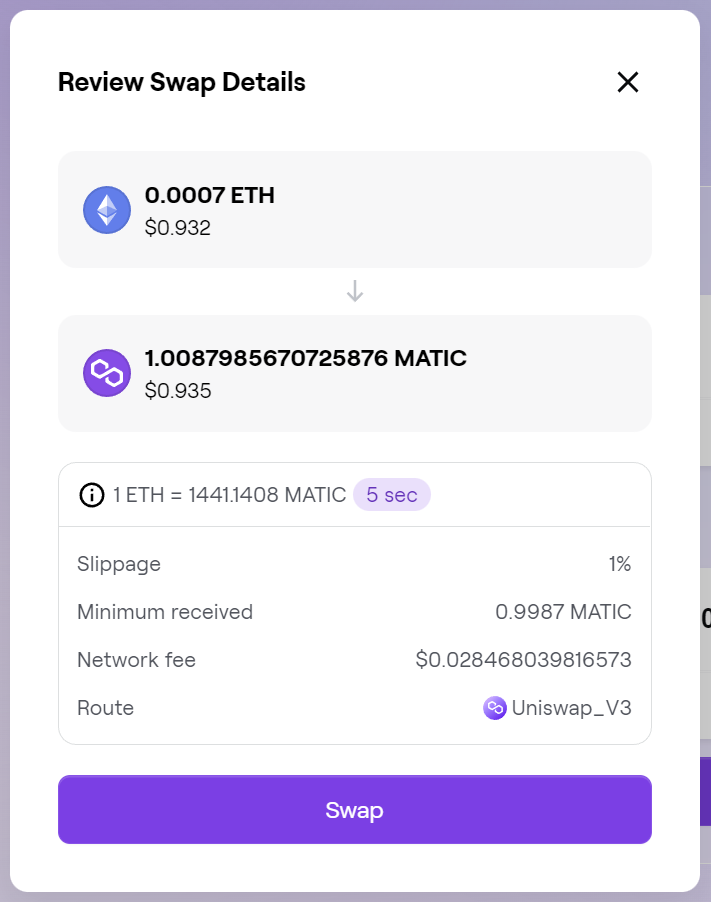 Review Swap Details
0.0007 ETH
$0.932
1.0087985670725876 MATIC
$0.935
1 ETH = 1441.1408 MATIC 5 sec
Slippage 1%
Minimum received 0.9987 MATIC
Network fee $0.028468039816573
Route Uniswap_V3
Swap